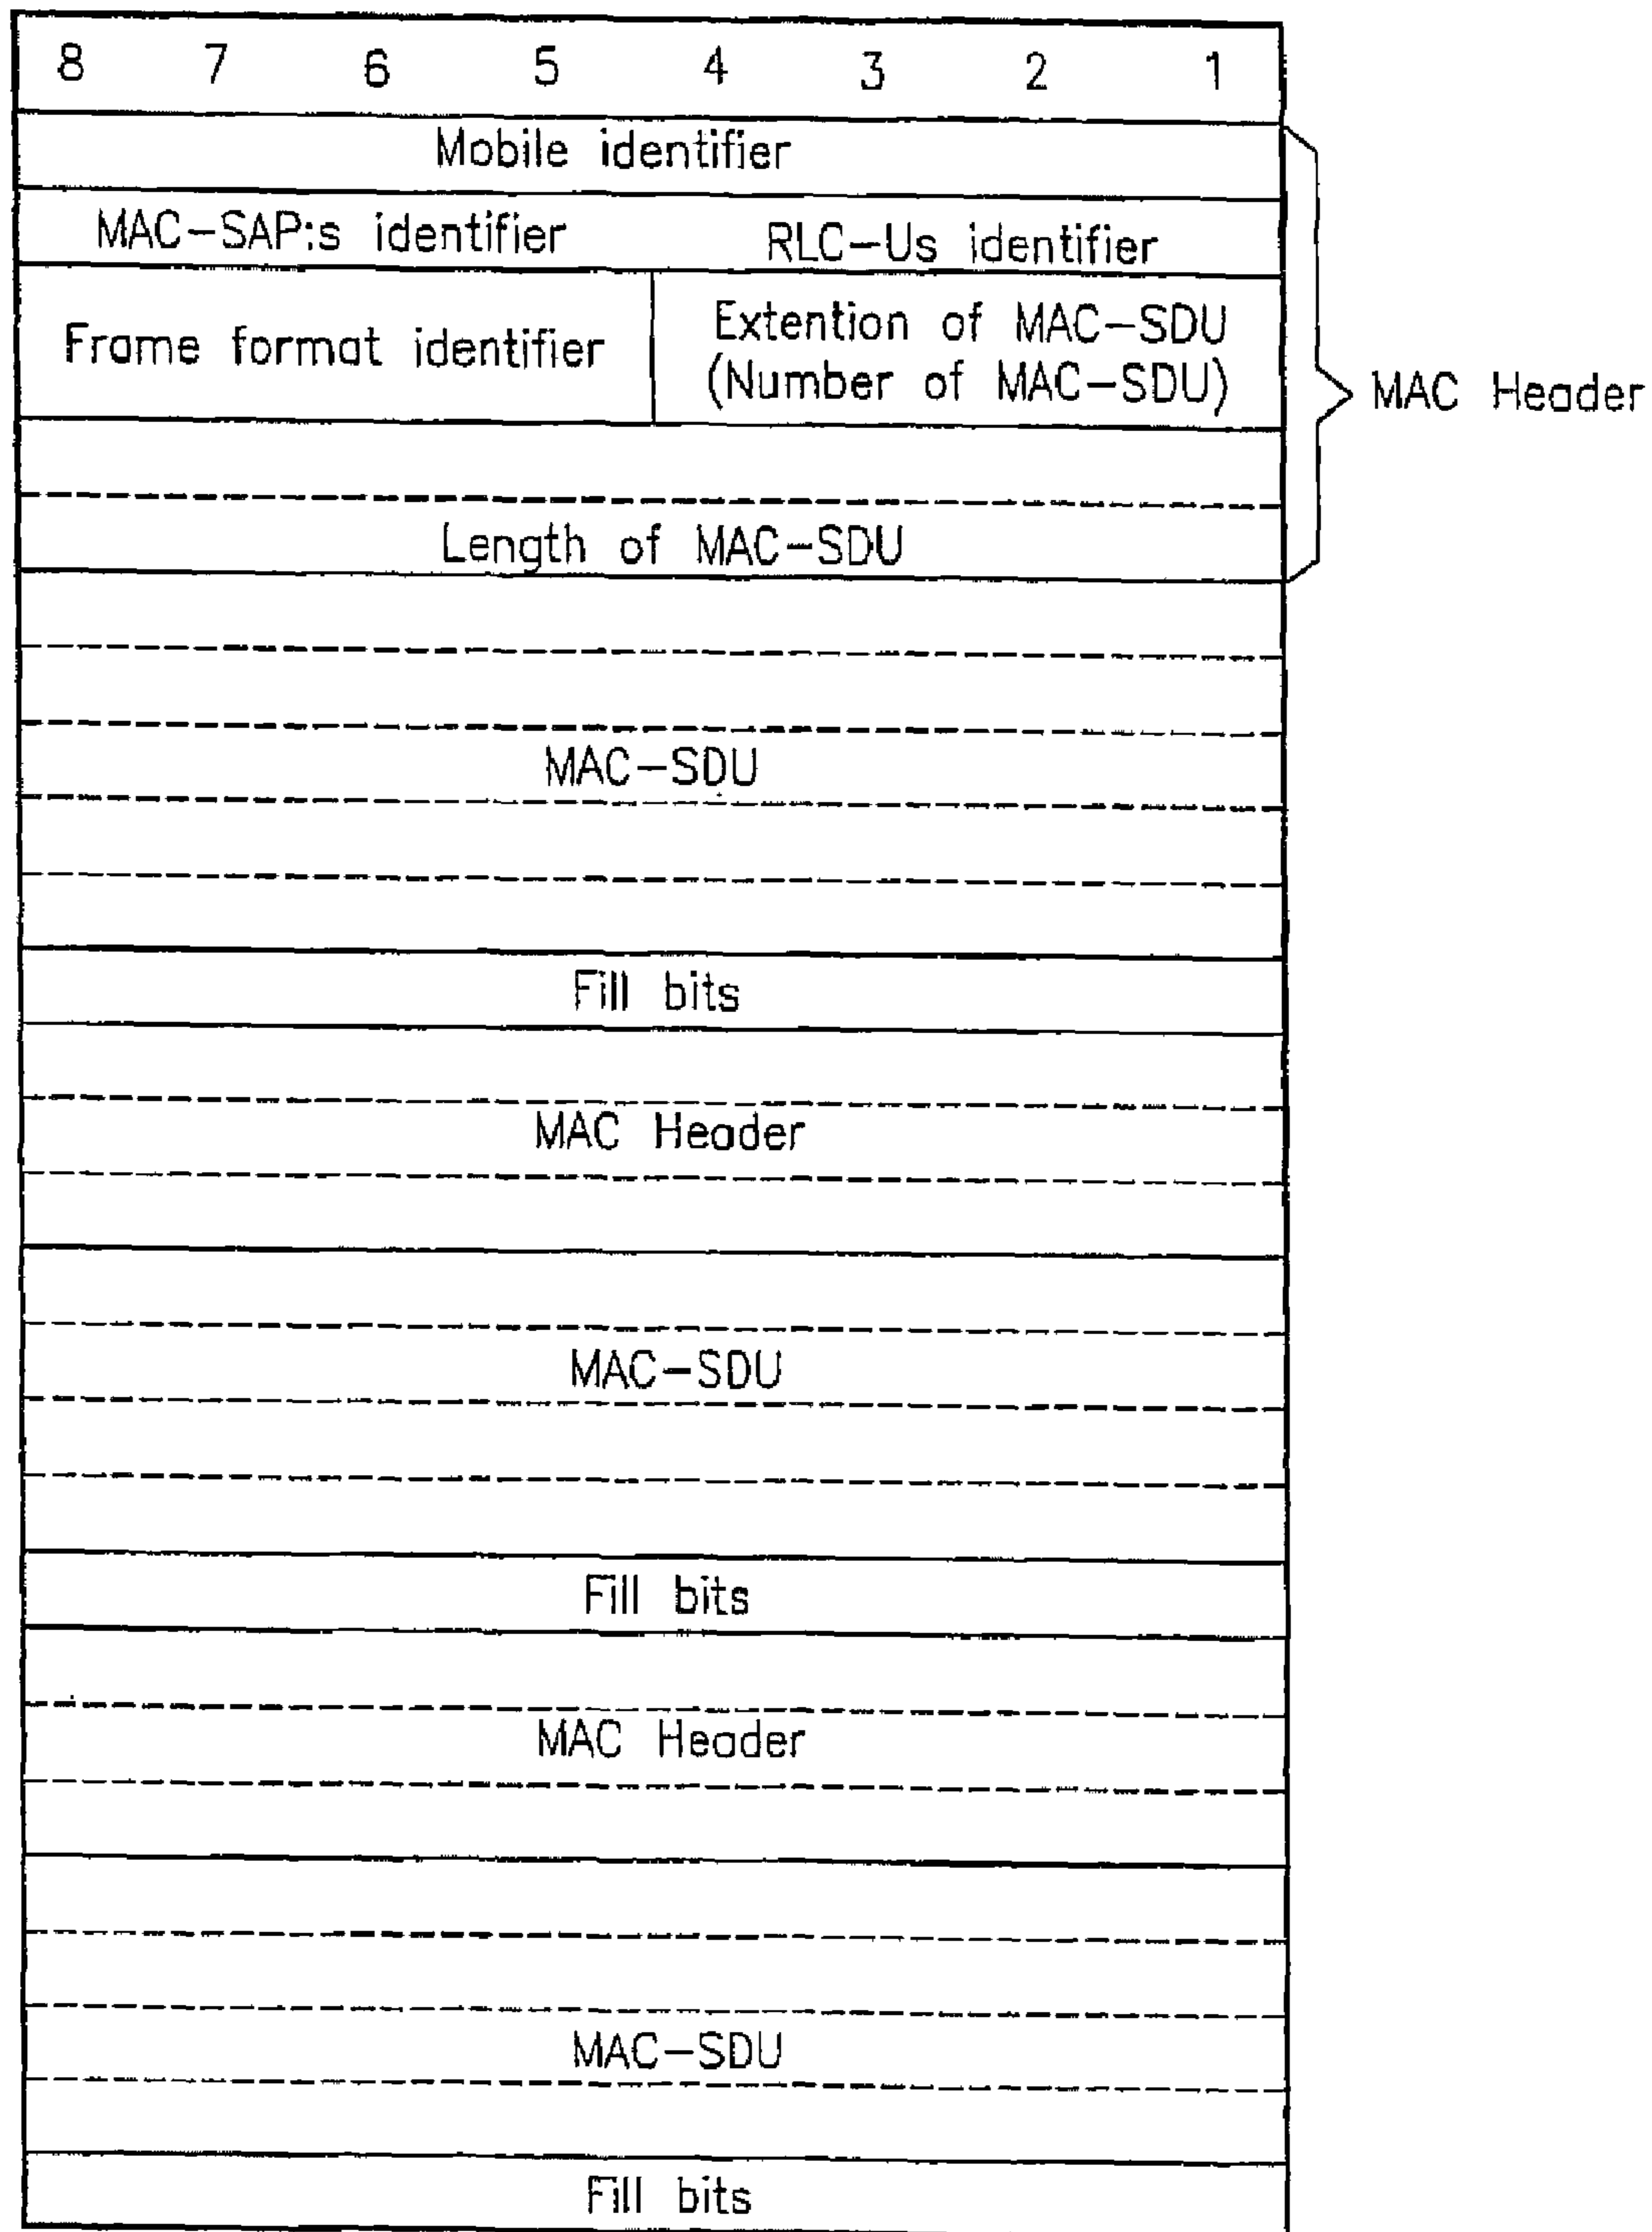 8 7 6 5 4 3 2 1
Mobile identifier
MAC-SAP:s identifier RLC-Us identifier
Frame format identifier
Extention of MAC-SDU
(Number of MAC-SDU)
MAC Header
Length of MAC-SDU
MAC-SDU
Fill bits
MAC Header
MAC-SDU
Fill bits
MAC Header
MAC-SDU
Fill bits